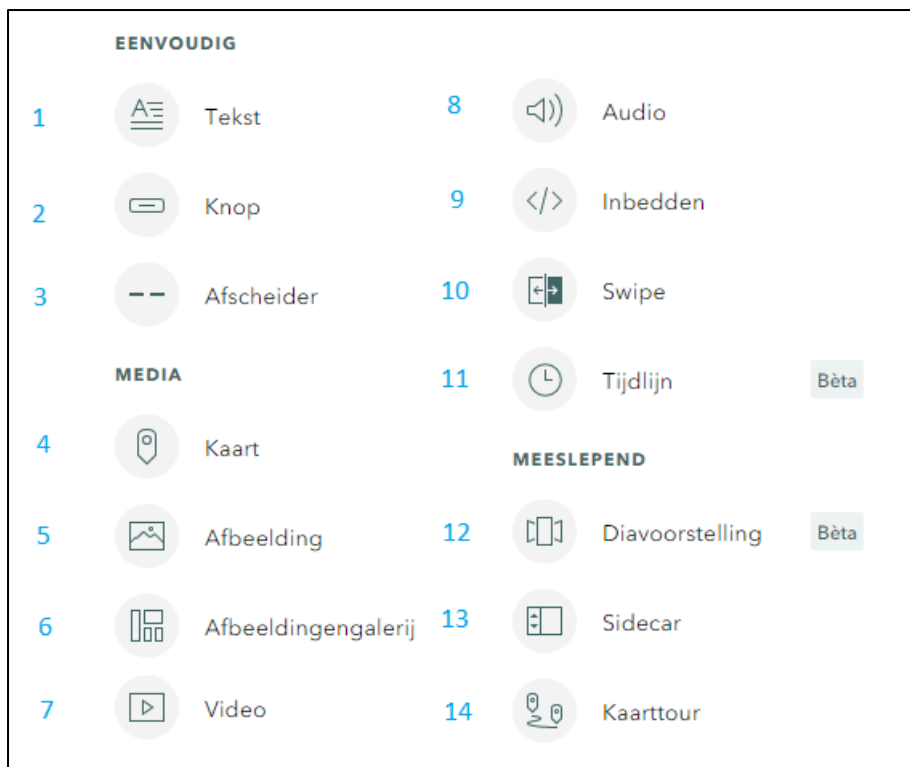 EENVOUDIG
1 Tekst
2 Knop
3 Afscheider
MEDIA
4 Kaart
5 Afbeelding
6 Afbeeldingengalerij
7 Video
8 Audio
9 </> Inbedden
10 Swipe
11 Tijdlijn Bèta
MEESLEPEND
12 Diavoorstelling Bèta
13 Sidecar
14 Kaarttour